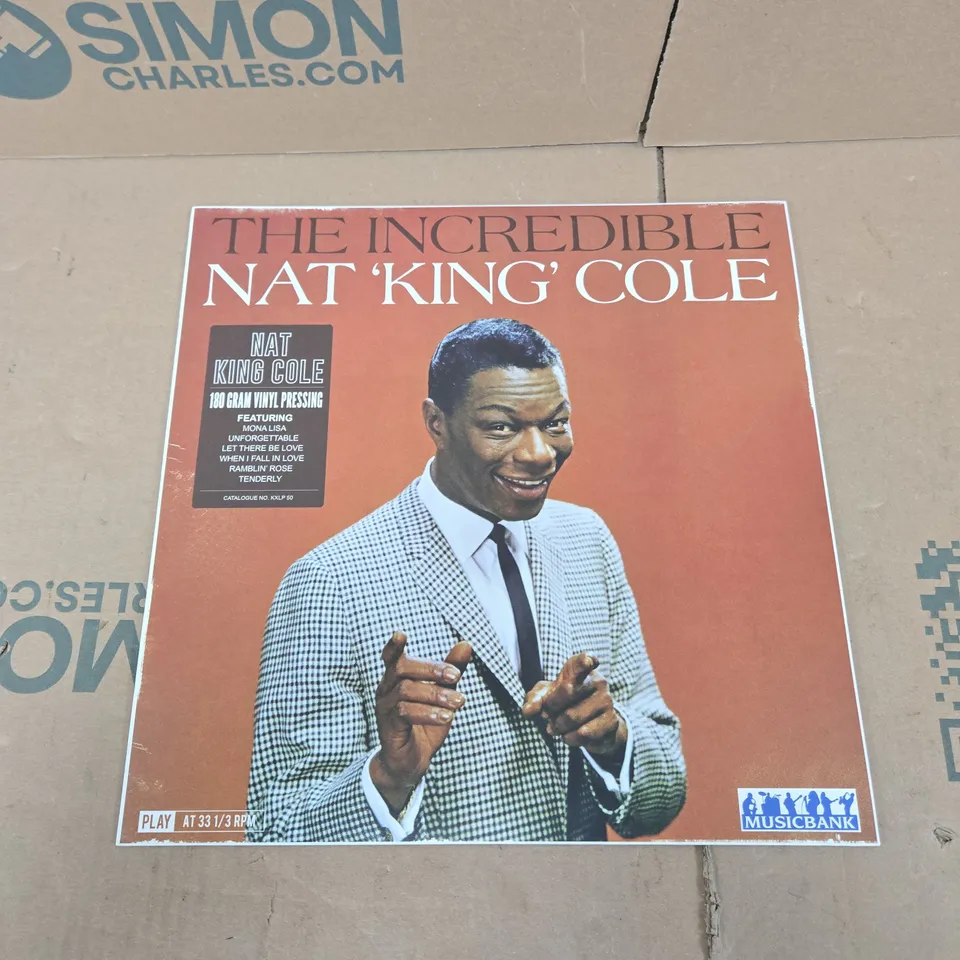 SIMON
CHARLES.COM
THE INCREDIBLE
NAT ‘KING’ COLE
NAT
KING COLE
180 GRAM VINYL PRESSING
FEATURING
MONA LISA
UNFORGETTABLE
LET THERE BE LOVE
WHEN I FALL IN LOVE
RAMBLIN' ROSE
TENDERLY
CATALOGUE NO. KXLP 50
PLAY AT 33 1/3 RPM
MUSICBANK